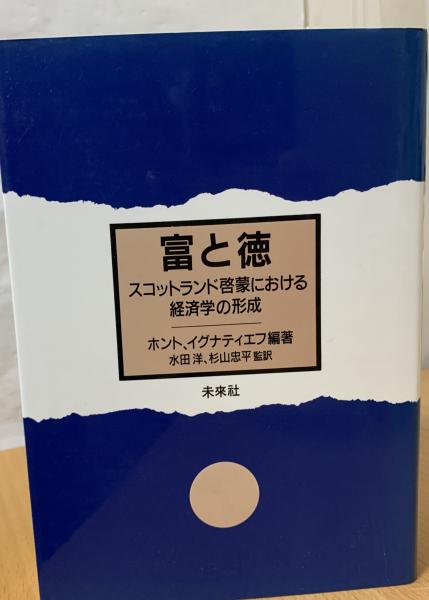 富と徳
スコットランド啓蒙における
経済学の形成
ホント、イグナティエフ編著
水田 洋、杉山忠平 監訳
未來社